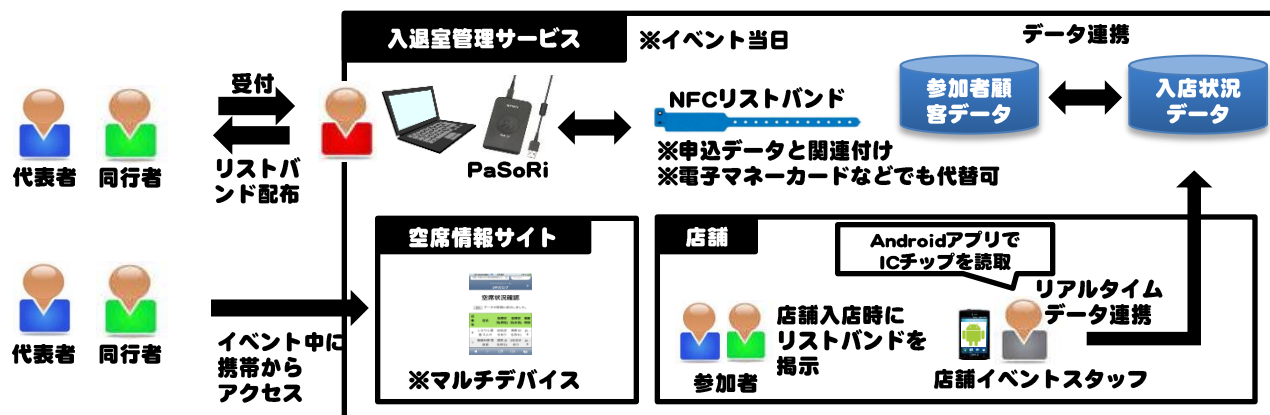 入退室管理サービス
※イベント当日
データ連携
受付
リストバ
ンド配布
代表者
同行者
PaSoRi
NFCリストバンド
※申込データと関連付け
※電子マネーカードなどでも代替可
参加者顧
客データ
入店状況
データ
空席情報サイト
空席状況確認
※マルチデバイス
代表者
同行者
イベント中に
携帯から
アクセス
店舗
Androidアプリで
ICチップを読取
リアルタイム
データ連携
店舗入店時に
リストバンドを
掲示
参加者
店舗イベントスタッフ